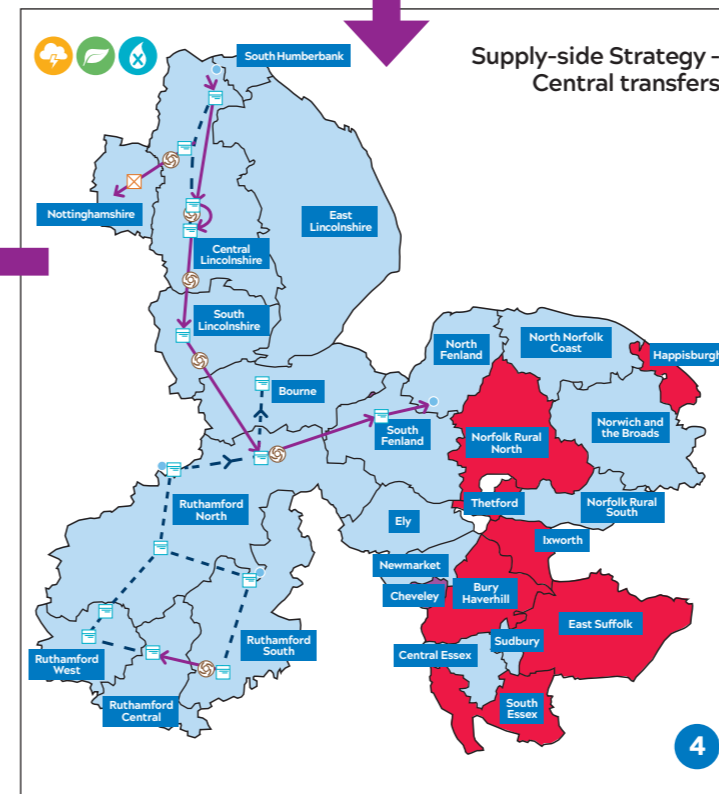 Supply-side Strategy -
Central transfers
South Humberbank
Nottinghamshire
East
Lincolnshire
Central
Lincolnshire
South
Lincolnshire
Bourne
North
Fenland
North Norfolk
Coast
Happisburgh
South
Fenland
Norfolk Rural
North
Norwich and
the Broads
Ruthamford
North
Thetford
Norfolk Rural
South
Ely
Ixworth
Newmarket
Cheveley
Bury
Haverhill
East Suffolk
Sudbury
Central Essex
Ruthamford
South
Ruthamford
West
Ruthamford
Central
South
Essex
4